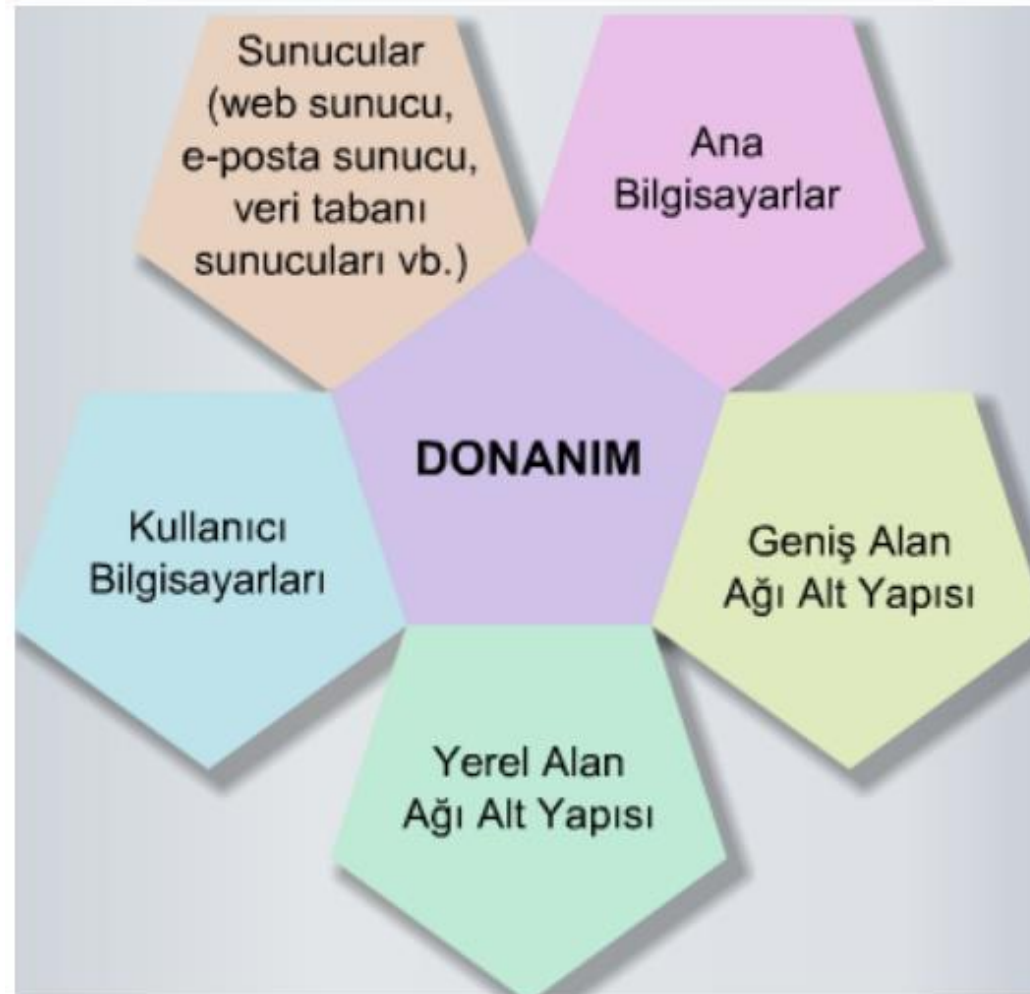 Sunucular
(web sunucu,
e-posta sunucu,
veri tabanı
sunucuları vb.)
Ana
Bilgisayarlar
DONANIM
Kullanıcı
Bilgisayarları
Geniş Alan
Ağı Alt Yapısı
Yerel Alan
Ağı Alt Yapısı